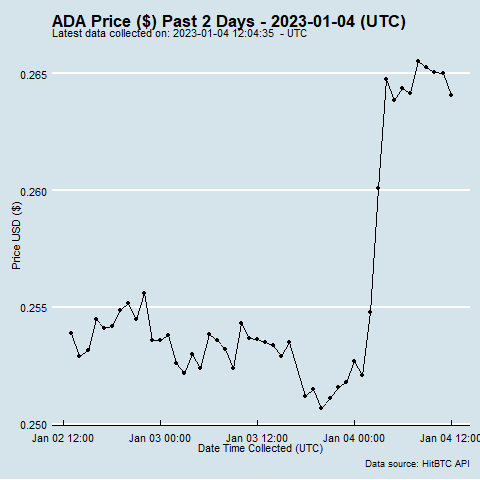 ADA Price ($) Past 2 Days - 2023-01-04 (UTC)
Latest data collected on: 2023-01-04 12:04:35  - UTC
0.265
0.260
0.255
0.250
Price USD ($)
Jan 02 12:00
Jan 03 00:00
Jan 03 12:00
Jan 04 00:00
Jan 04 12:00
Date Time Collected (UTC)
Data source: HitBTC API